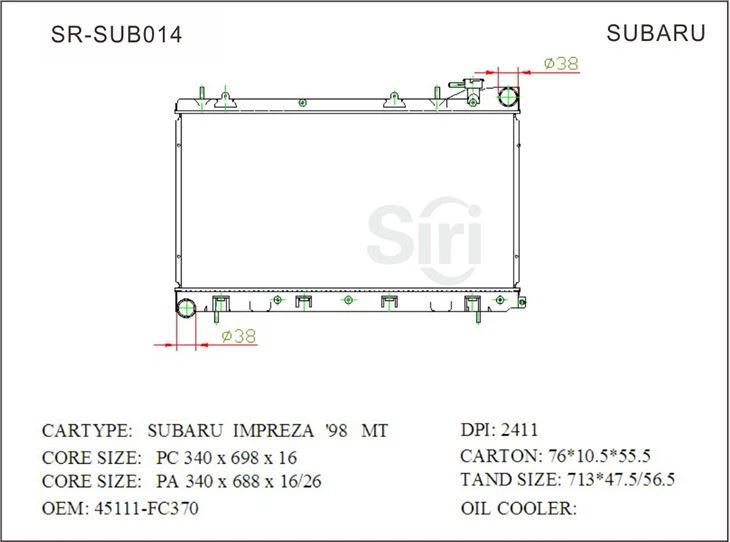 SR-SUB014
SUBARU
ø38
Siri
ø38
CARTYPE: SUBARU IMPREZA '98 MT
DPI: 2411
CORE SIZE: PC 340 x 698 x 16
CARTON: 76*10.5*55.5
CORE SIZE: PA 340 x 688 x 16/26
TAND SIZE: 713*47.5/56.5
OEM: 45111-FC370
OIL COOLER: